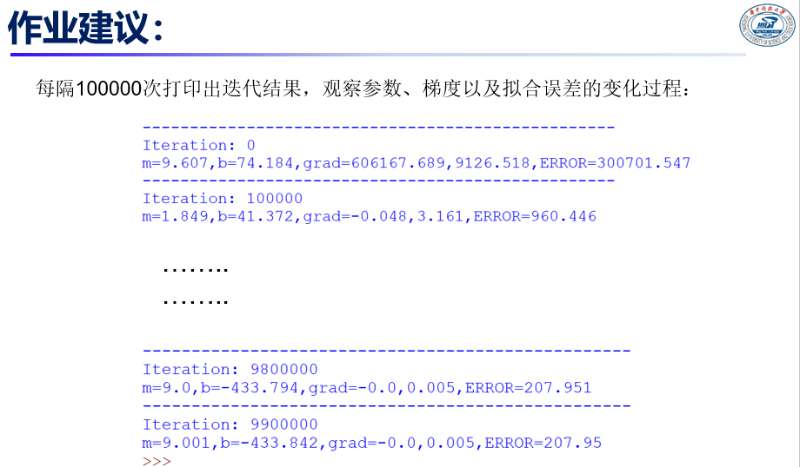 作业建议：
每隔100000次打印出迭代结果，观察参数、梯度以及拟合误差的变化过程：
-------------------------------------------------
Iteration: 0
m=9.607,b=74.184,grad=606167.689,9126.518,ERROR=300701.547
-------------------------------------------------
Iteration: 100000
m=1.849,b=41.372,grad=-0.048,3.161,ERROR=960.446
........
........
---------------------------------------------------
Iteration: 9800000
m=9.0,b=-433.794,grad=-0.0,0.005,ERROR=207.951
---------------------------------------------------
Iteration: 9900000
m=9.001,b=-433.842,grad=-0.0,0.005,ERROR=207.95
>>>